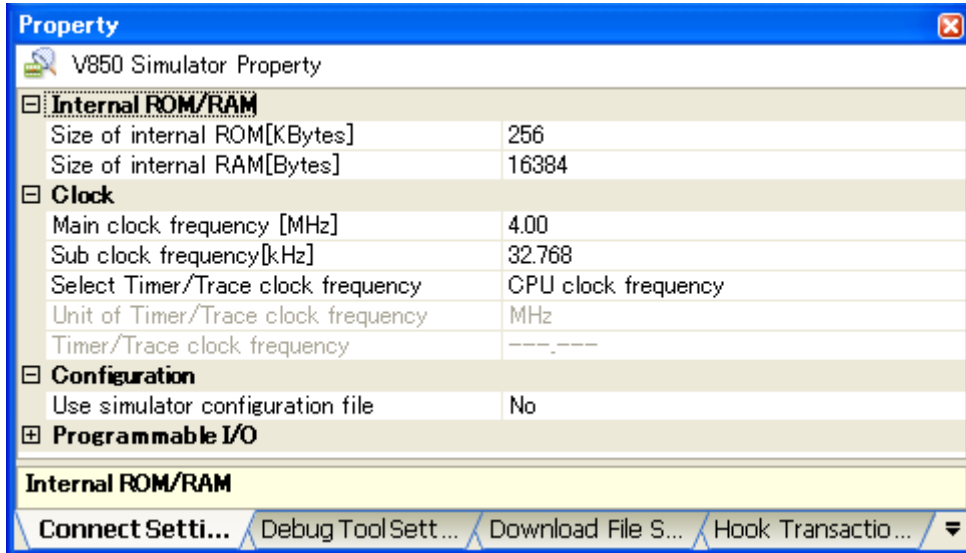 Property
V850 Simulator Property
Internal ROM/RAM
Size of internal ROM[KBytes] 256
Size of internal RAM[Bytes] 16384
Clock
Main clock frequency [MHz] 4.00
Sub clock frequency[kHz] 32.768
Select Timer/Trace clock frequency CPU clock frequency
Unit of Timer/Trace clock frequency MHz
Timer/Trace clock frequency ---.---
Configuration
Use simulator configuration file No
Programmable I/O
Internal ROM/RAM
Connect Setti... Debug Tool Sett... Download File S... Hook Transactio...